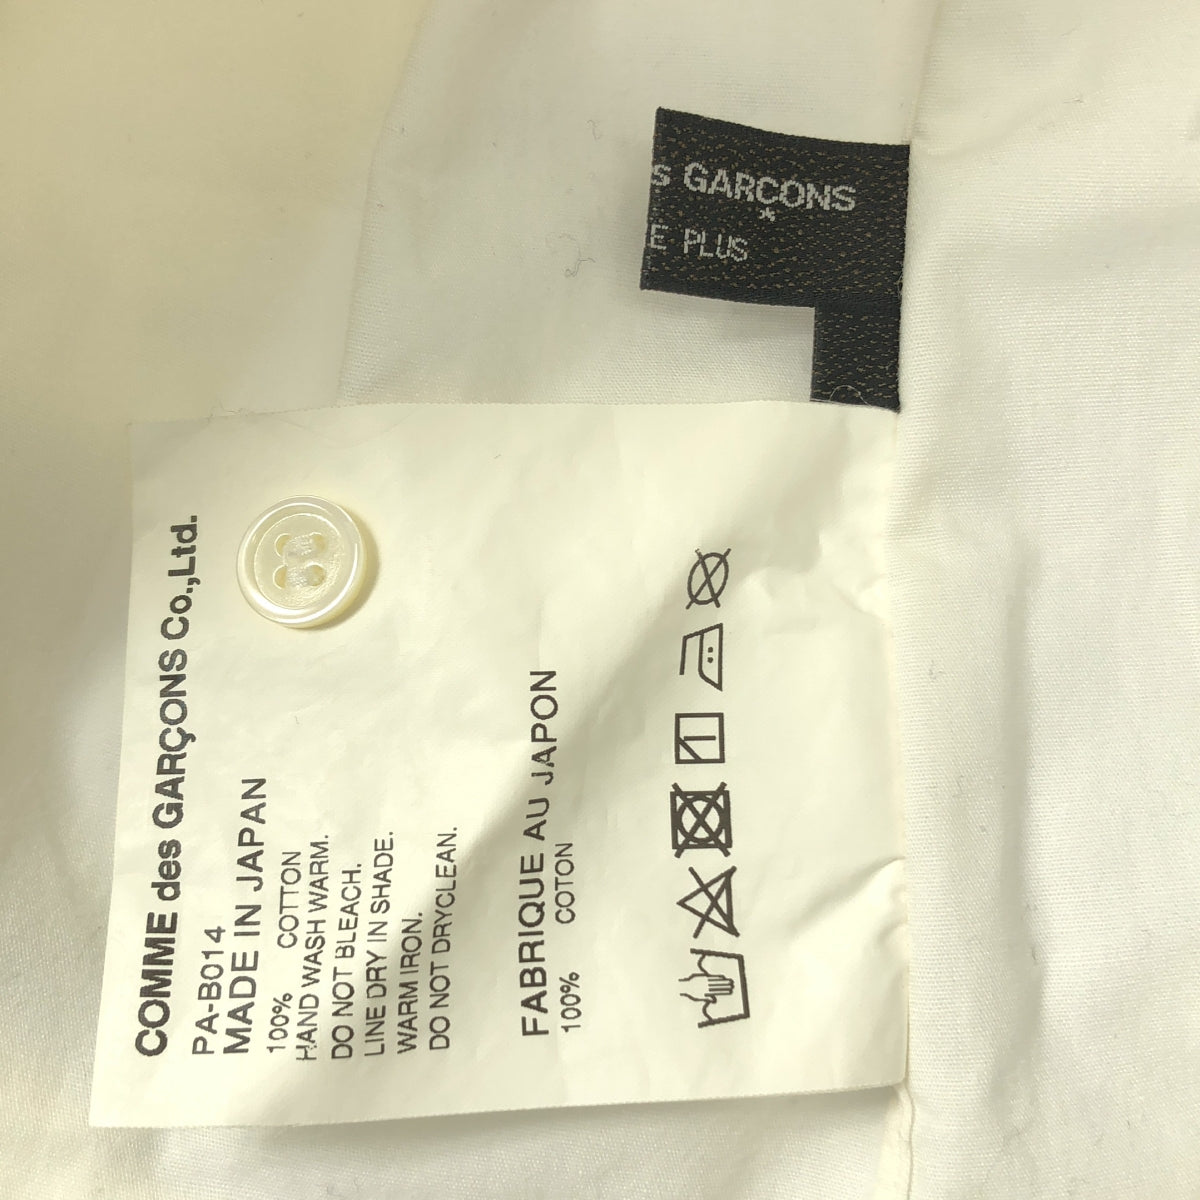 S GARÇONS
E PLUS
COMME des GARÇONS Co.,Ltd.
PA-B014
MADE IN JAPAN
100% COTTON
HAND WASH WARM.
DO NOT BLEACH.
LINE DRY IN SHADE.
WARM IRON.
DO NOT DRYCLEAN.
FABRIQUE AU JAPON
100% COTON